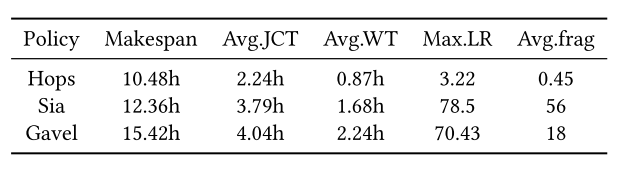 Policy Makespan Avg.JCT Avg.WT Max.LR Avg.frag
Hops 10.48h 2.24h 0.87h 3.22 0.45
Sia 12.36h 3.79h 1.68h 78.5 56
Gavel 15.42h 4.04h 2.24h 70.43 18